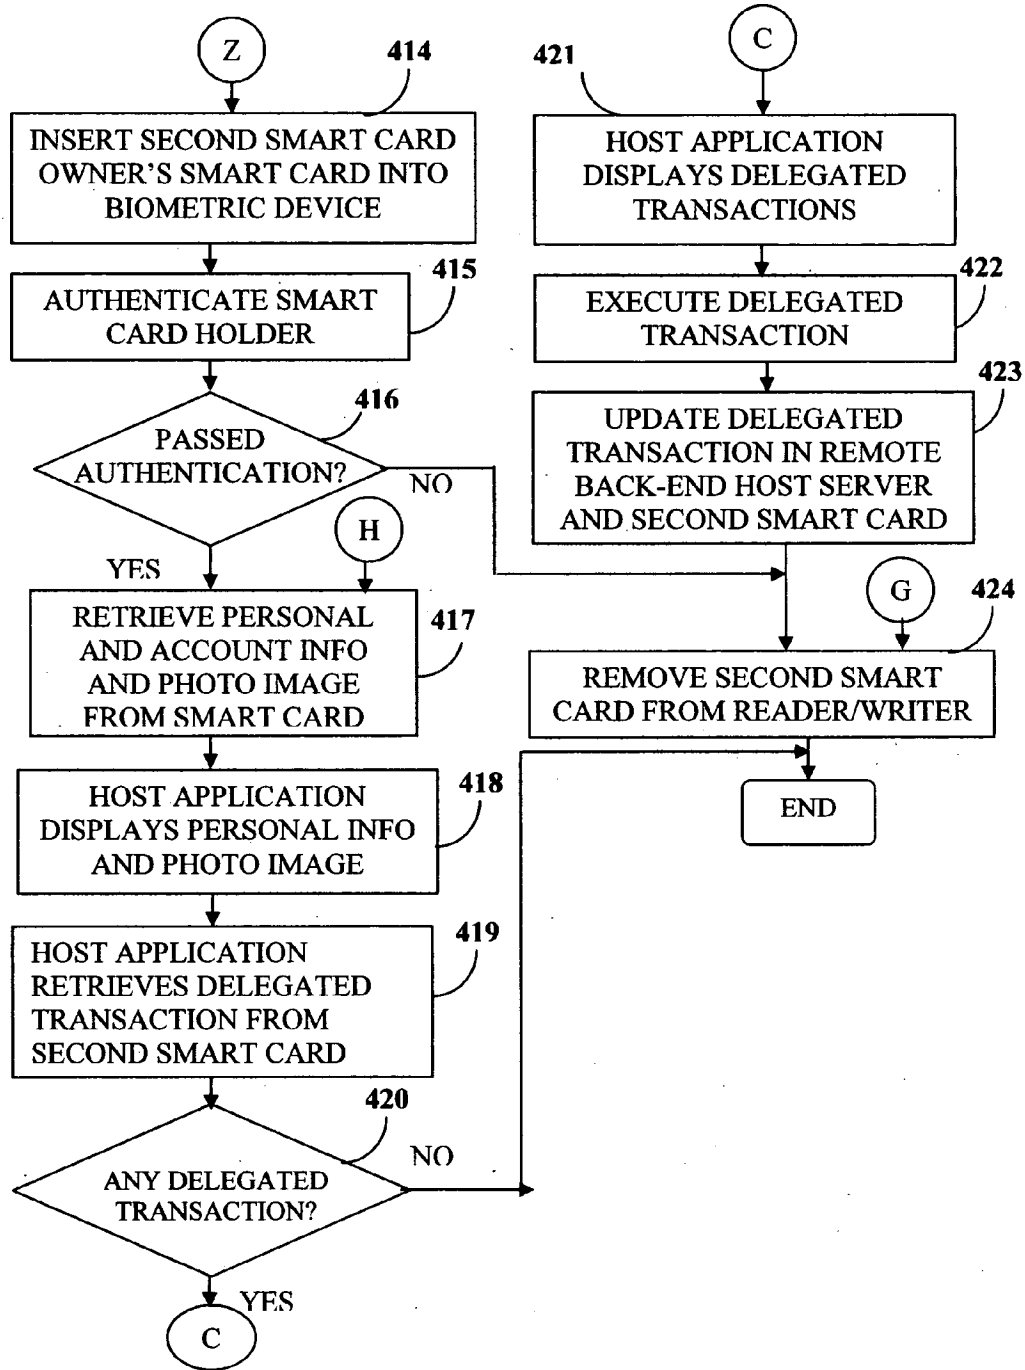 Z
414
INSERT SECOND SMART CARD
OWNER'S SMART CARD INTO
BIOMETRIC DEVICE
415
AUTHENTICATE SMART
CARD HOLDER
416
PASSED
AUTHENTICATION?
NO
H
YES
RETRIEVE PERSONAL
AND ACCOUNT INFO
AND PHOTO IMAGE
FROM SMART CARD
417
418
HOST APPLICATION
DISPLAYS PERSONAL INFO
AND PHOTO IMAGE
419
HOST APPLICATION
RETRIEVES DELEGATED
TRANSACTION FROM
SECOND SMART CARD
420
NO
ANY DELEGATED
TRANSACTION?
YES
C
C
421
HOST APPLICATION
DISPLAYS DELEGATED
TRANSACTIONS
422
EXECUTE DELEGATED
TRANSACTION
423
UPDATE DELEGATED
TRANSACTION IN REMOTE
BACK-END HOST SERVER
AND SECOND SMART CARD
G
424
REMOVE SECOND SMART
CARD FROM READER/WRITER
END